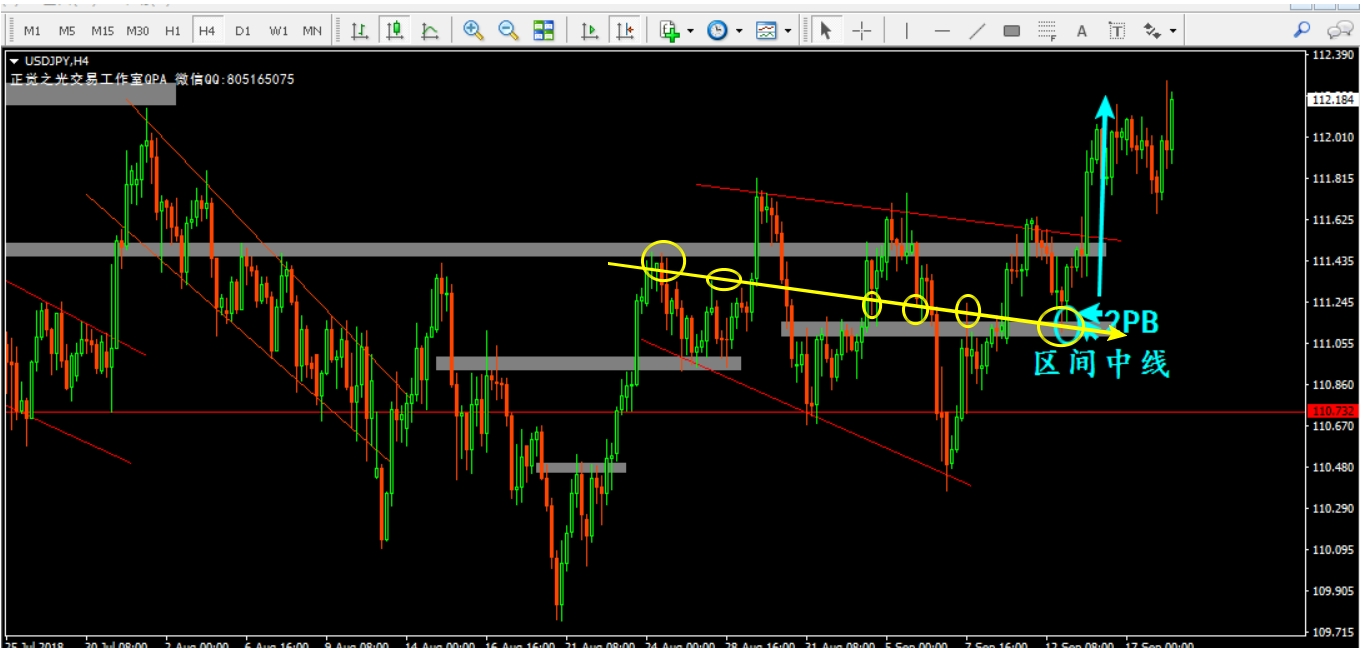 M1 M5 M15 M30 H1 H4 D1 W1 MN F A T
USDJPY,H4
正觉之光交易工作室QPA 微信QQ:805165075
112.390
112.184
112.010
111.815
111.625
111.435
111.245
2PB
111.055
区间中线
110.860
110.732
110.670
110.480
110.290
110.095
109.905
109.715
25 Jul 2018 30 Jul 08:00 2 Aug 00:00 6 Aug 16:00 9 Aug 08:00 14 Aug 00:00 16 Aug 16:00 21 Aug 08:00 24 Aug 00:00 28 Aug 16:00 31 Aug 08:00 5 Sep 00:00 7 Sep 16:00 12 Sep 08:00 17 Sep 00:00